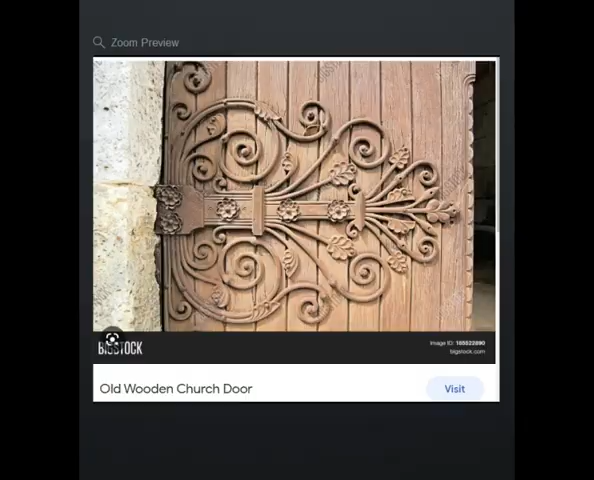 Zoom Preview
BIGSTOCK
Image ID: 185523890
bigstock.com
Old Wooden Church Door
Visit